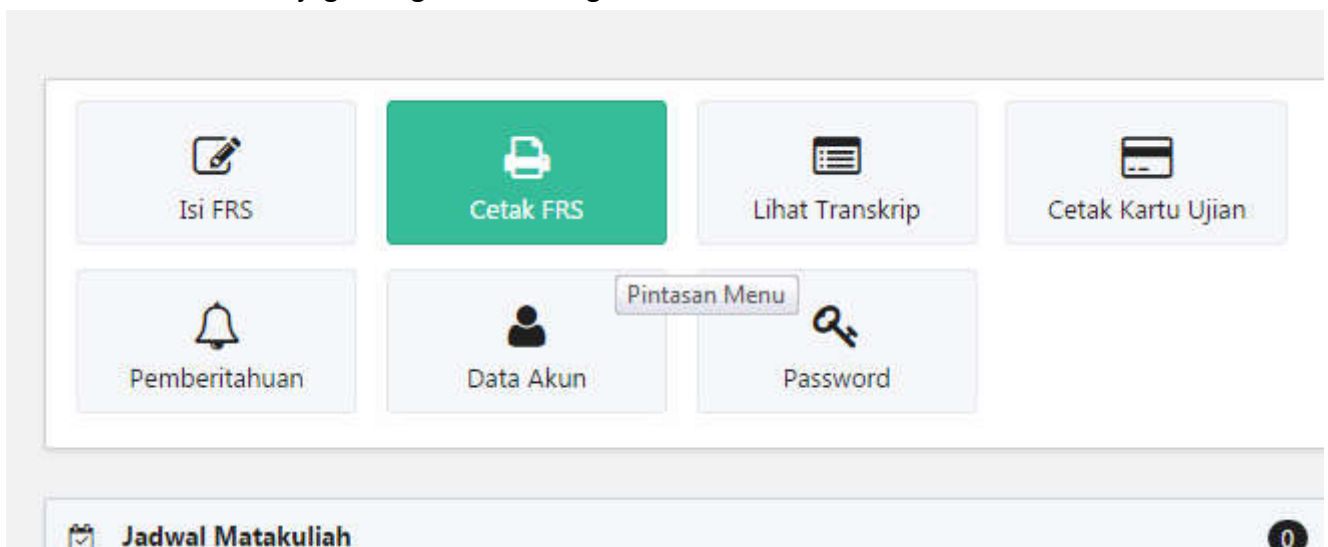 Isi FRS
Cetak FRS
Lihat Transkrip
Cetak Kartu Ujian
Pintasan Menu
Pemberitahuan
Data Akun
Password
Jadwal Matakuliah
0